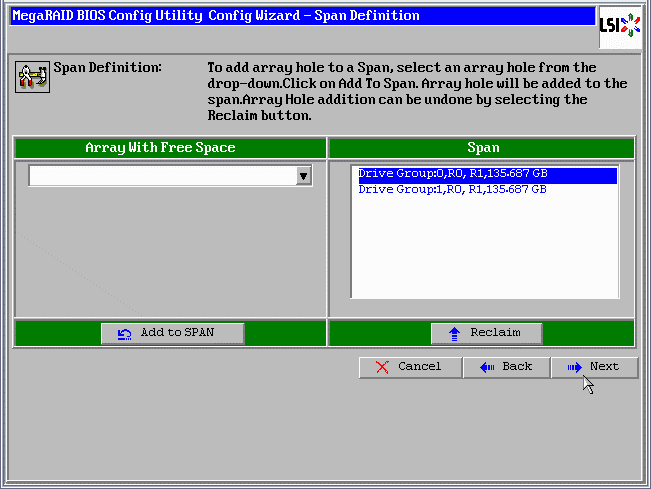 MegaRAID BIOS Config Utility Config Wizard – Span Definition
LSI
Span Definition:
To add array hole to a Span, select an array hole from the
drop-down.Click on Add To Span. Array hole will be added to the
span.Array Hole addition can be undone by selecting the
Reclaim button.
Array With Free Space
Span
Drive Group:0,R0, R1,135.687 GB
Drive Group:1,R0, R1,135.687 GB
Add to SPAN
Reclaim
Cancel
Back
Next